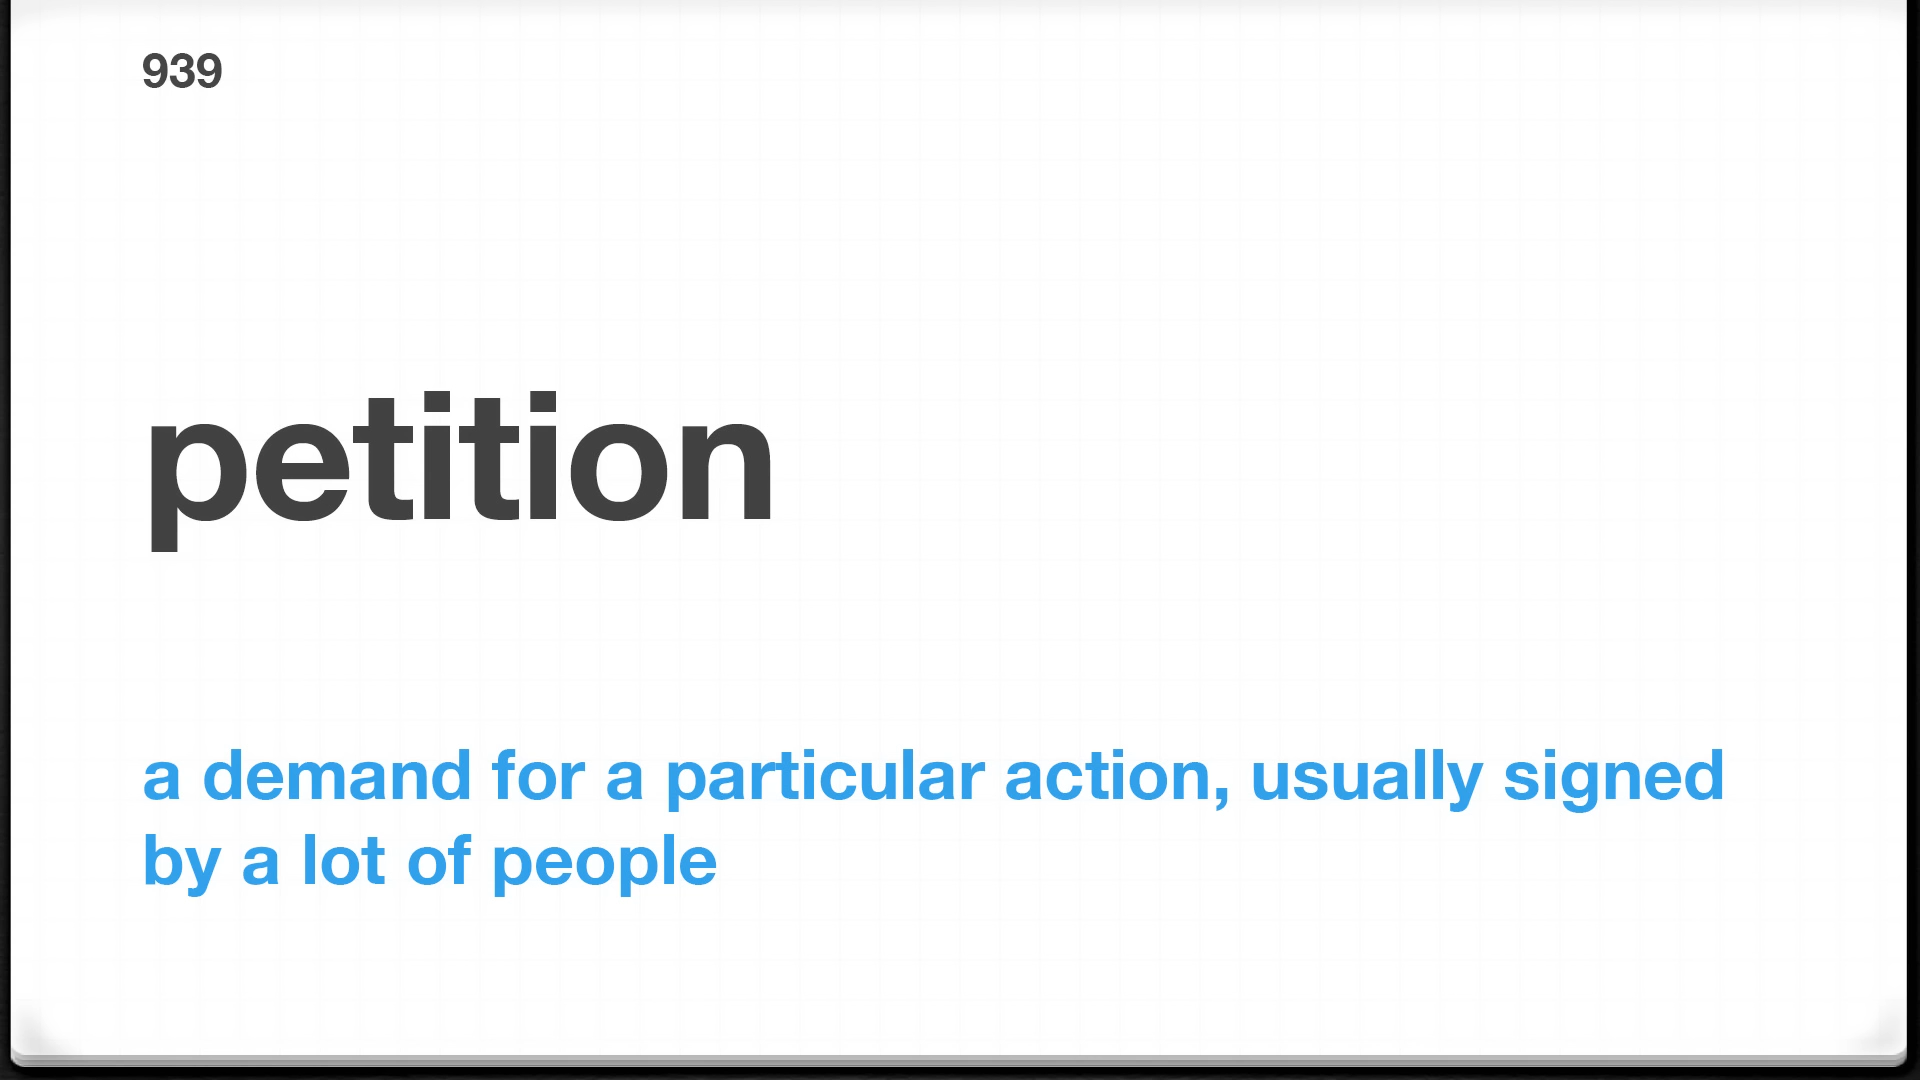 939
petition
a demand for a particular action, usually signed
by a lot of people